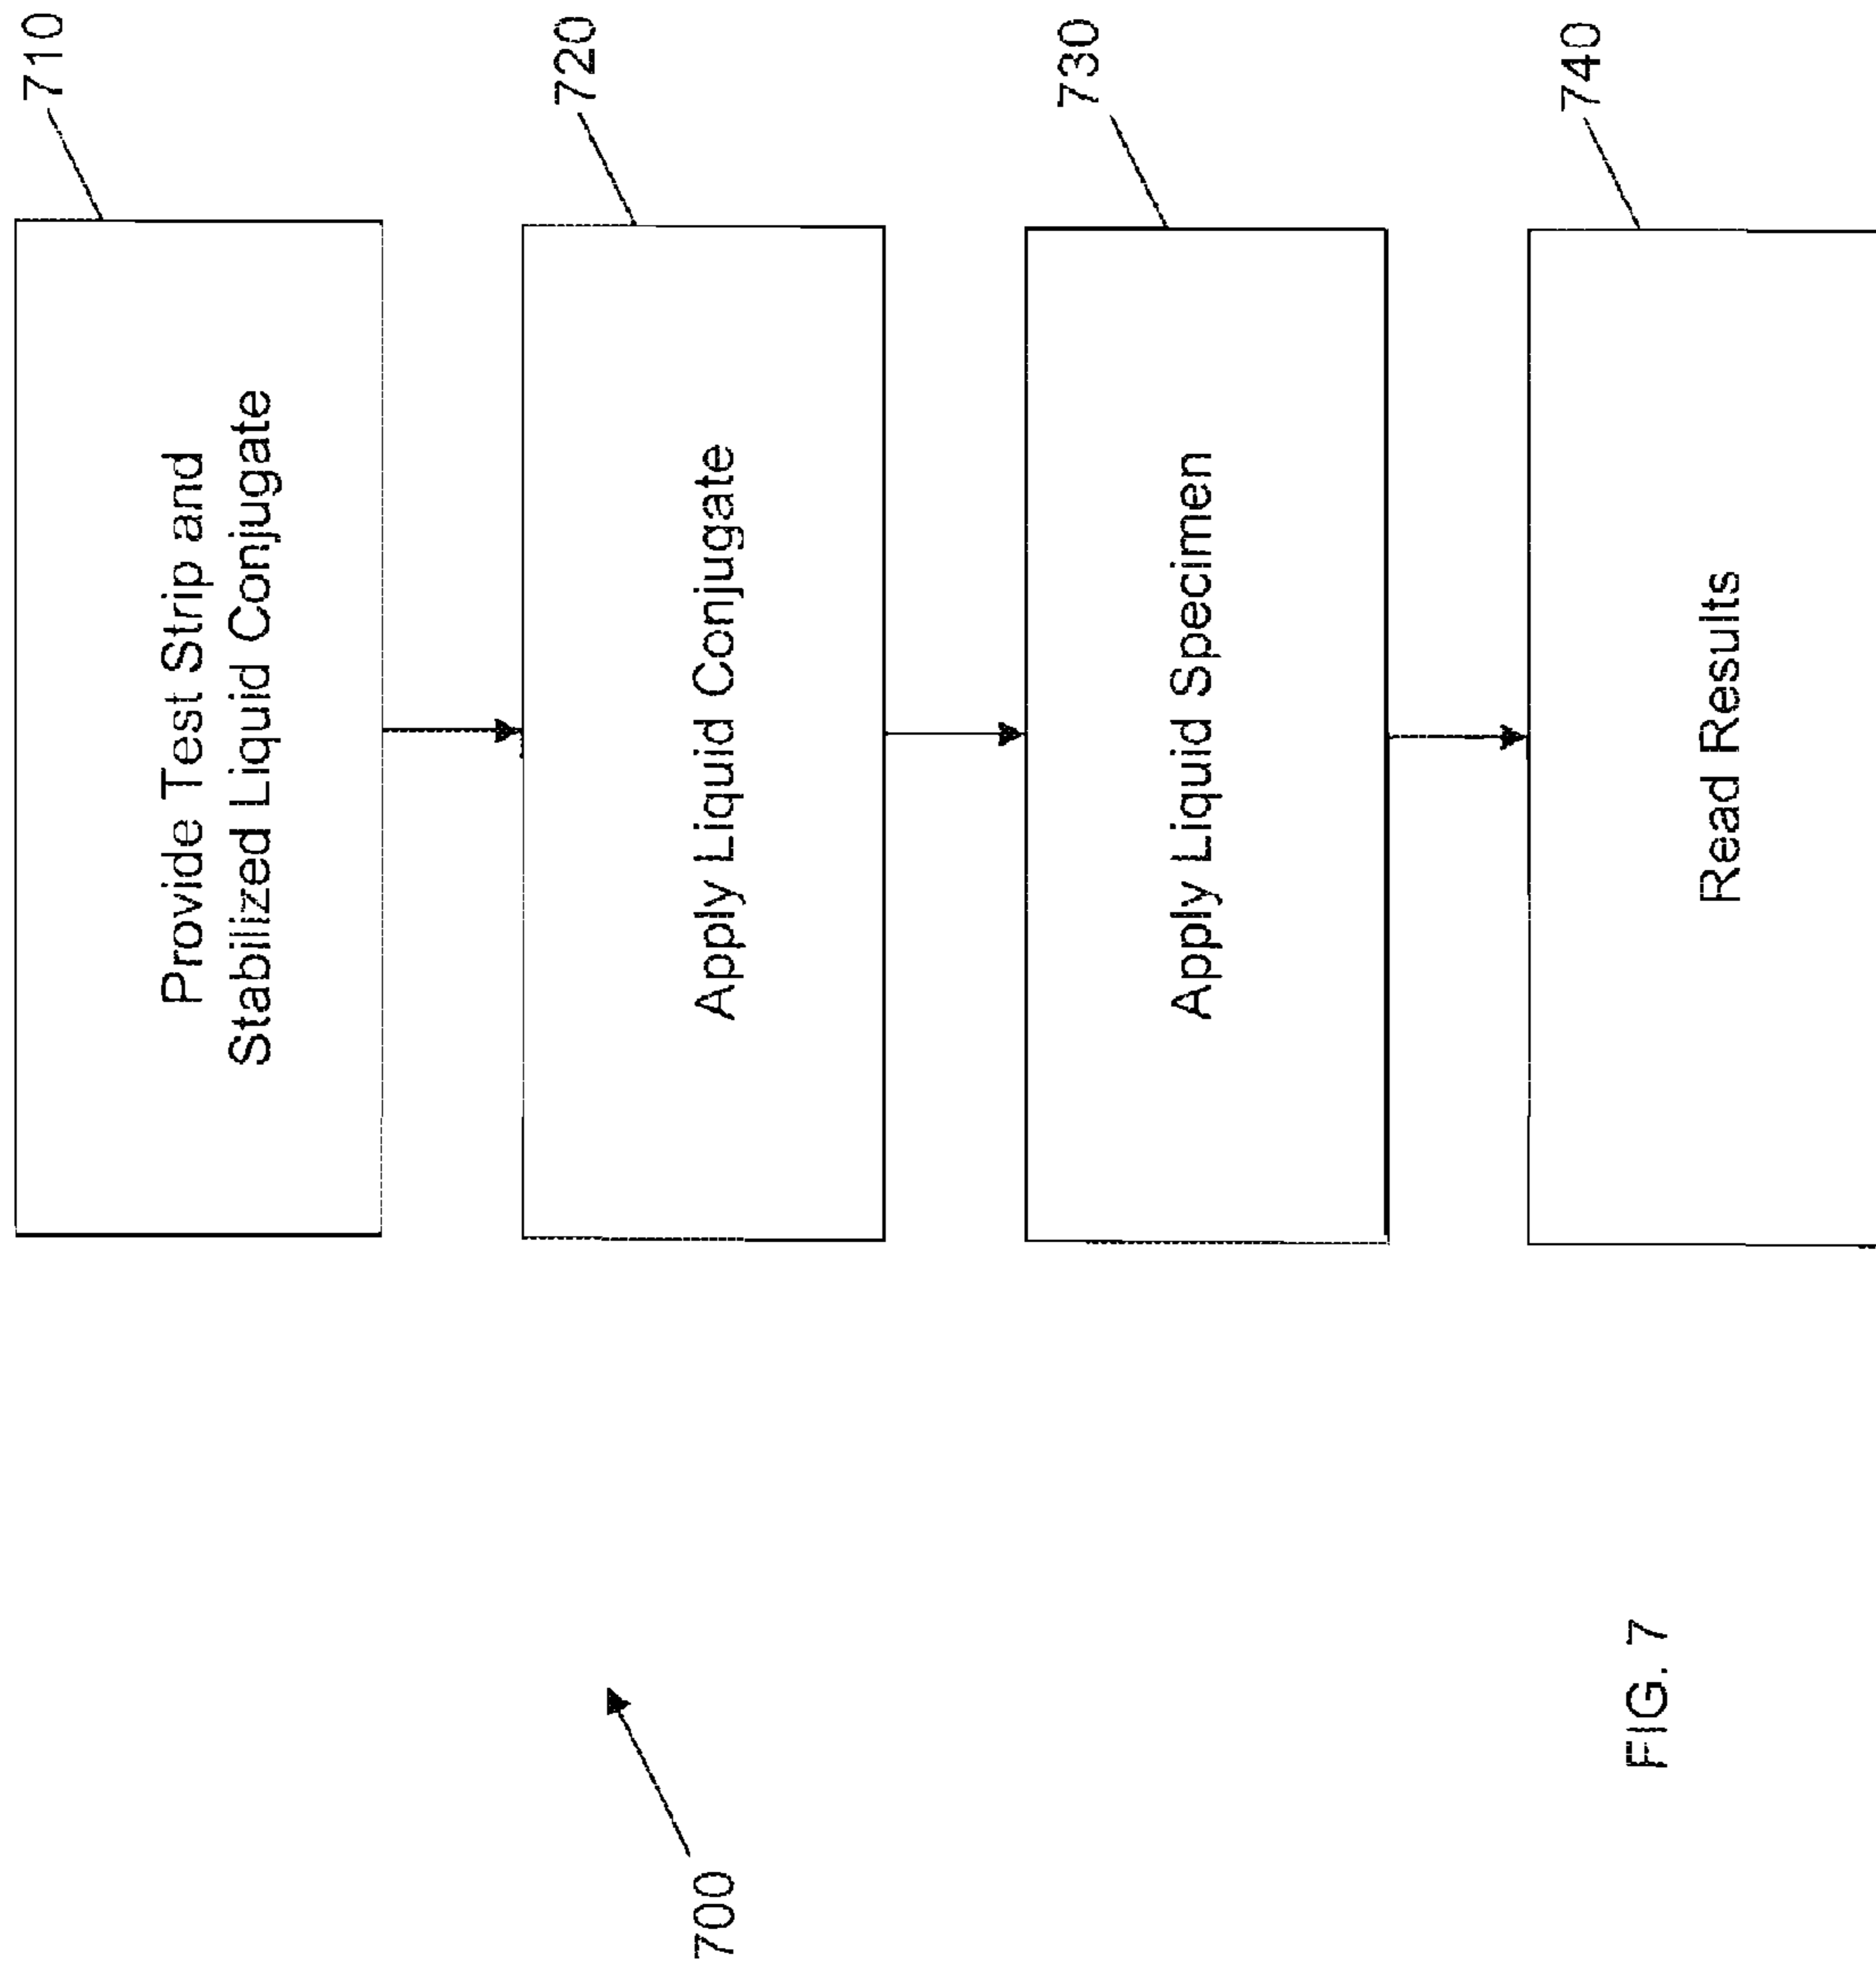 710
Provide Test Strip and
Stabilized Liquid Conjugate
720
Apply Liquid Conjugate
730
Apply Liquid Specimen
740
Read Results
700
FIG. 7